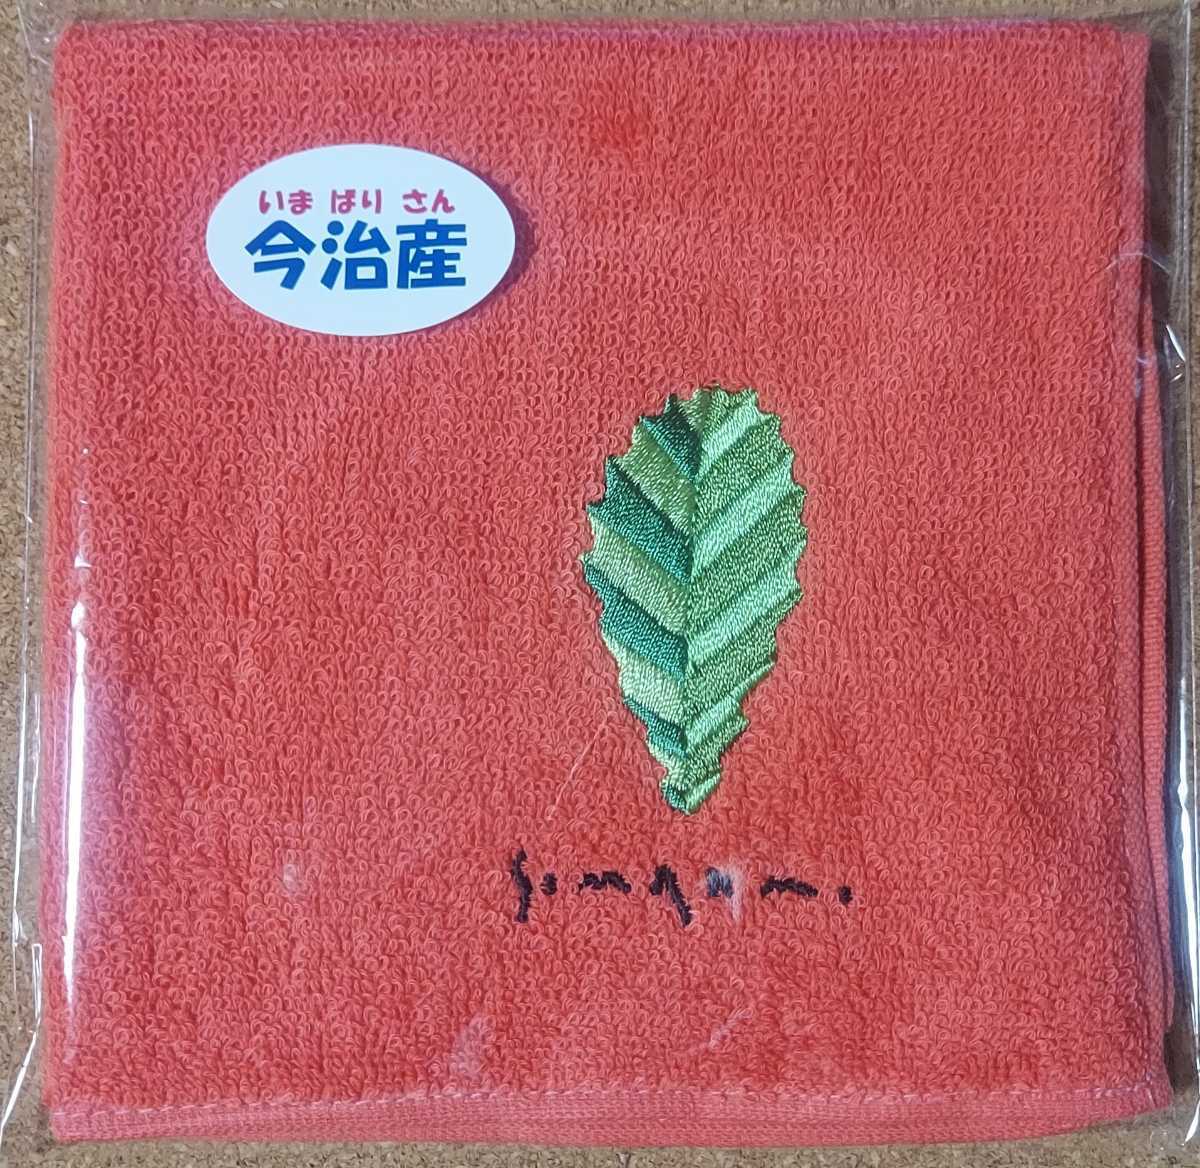 いま ばり さん
今治産